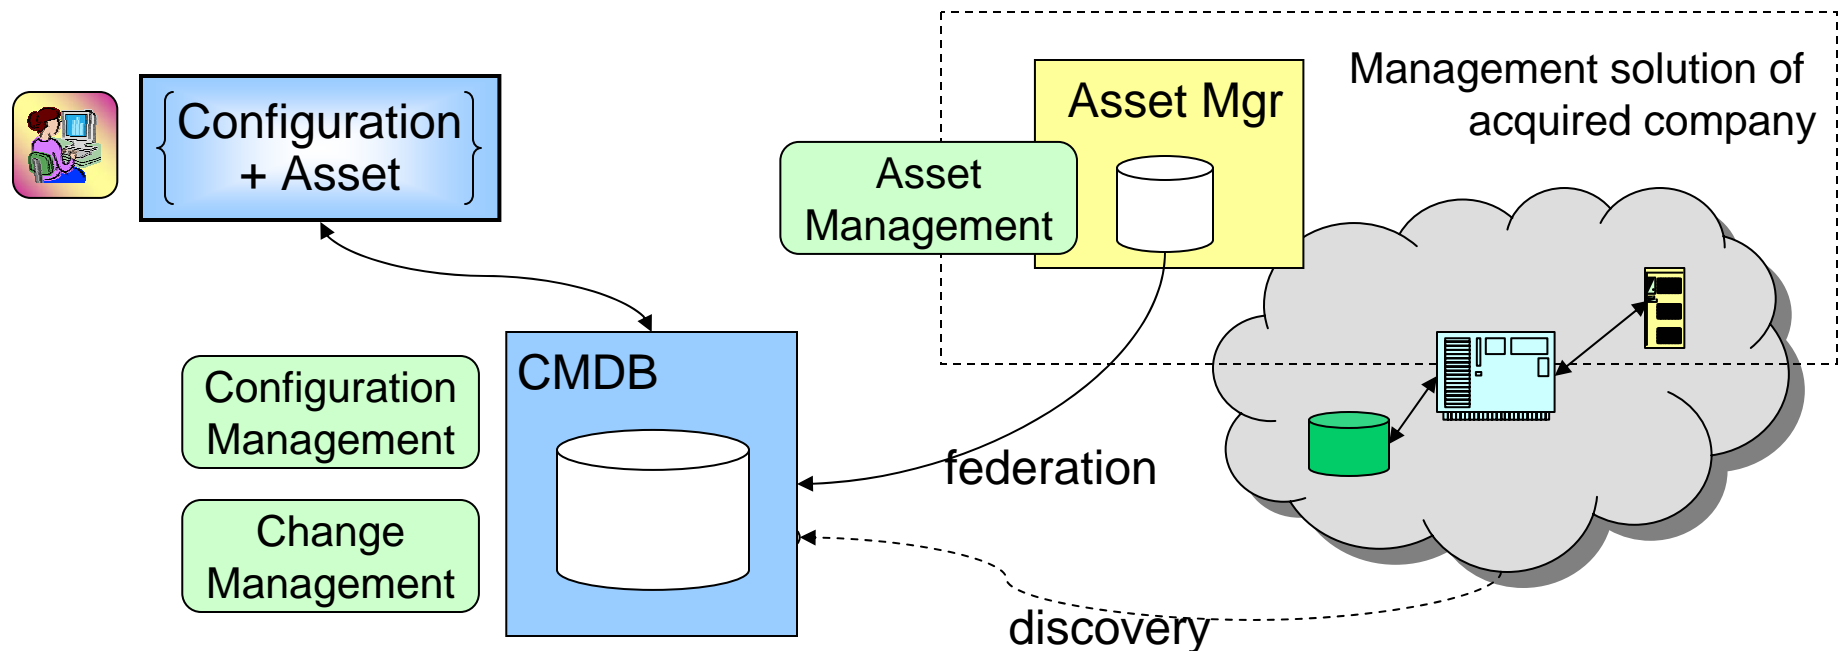 Configuration
+ Asset
Asset Mgr
Management solution of
acquired company
Asset
Management
CMDB
Configuration
Management
Change
Management
federation
discovery